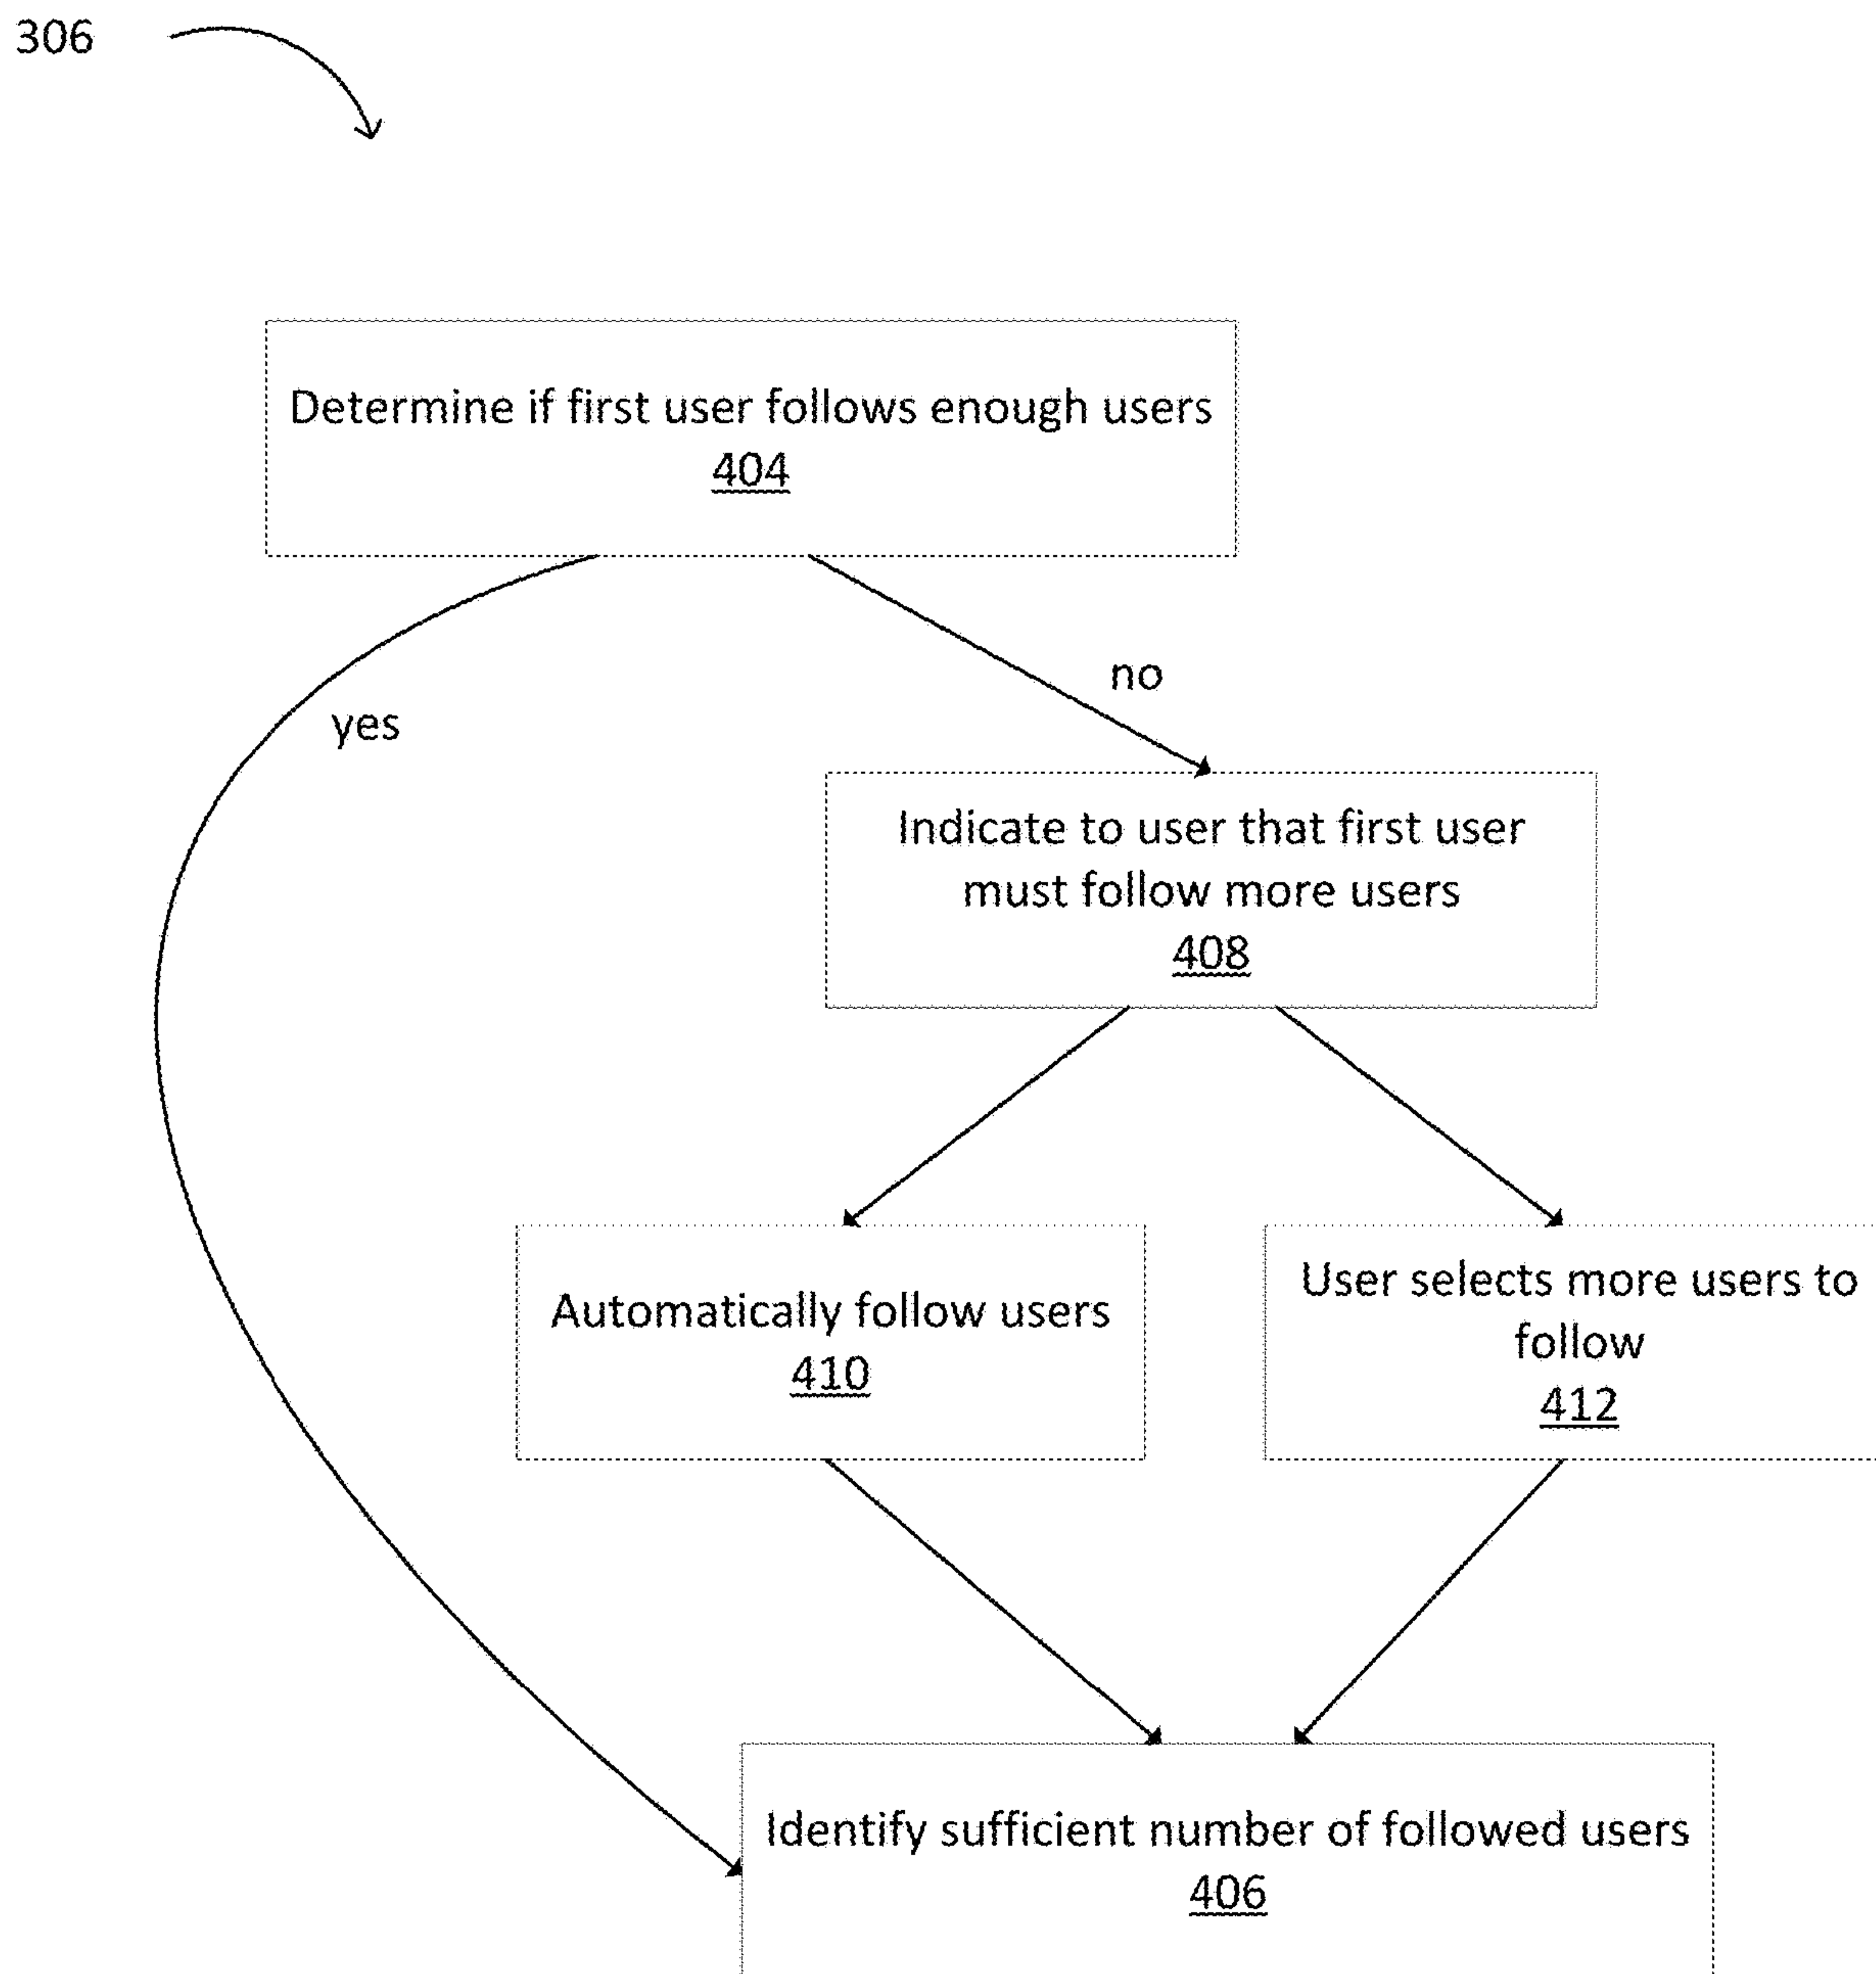 306
Determine if first user follows enough users
404
yes
no
Indicate to user that first user
must follow more users
408
Automatically follow users
410
User selects more users to
follow
412
Identify sufficient number of followed users
406